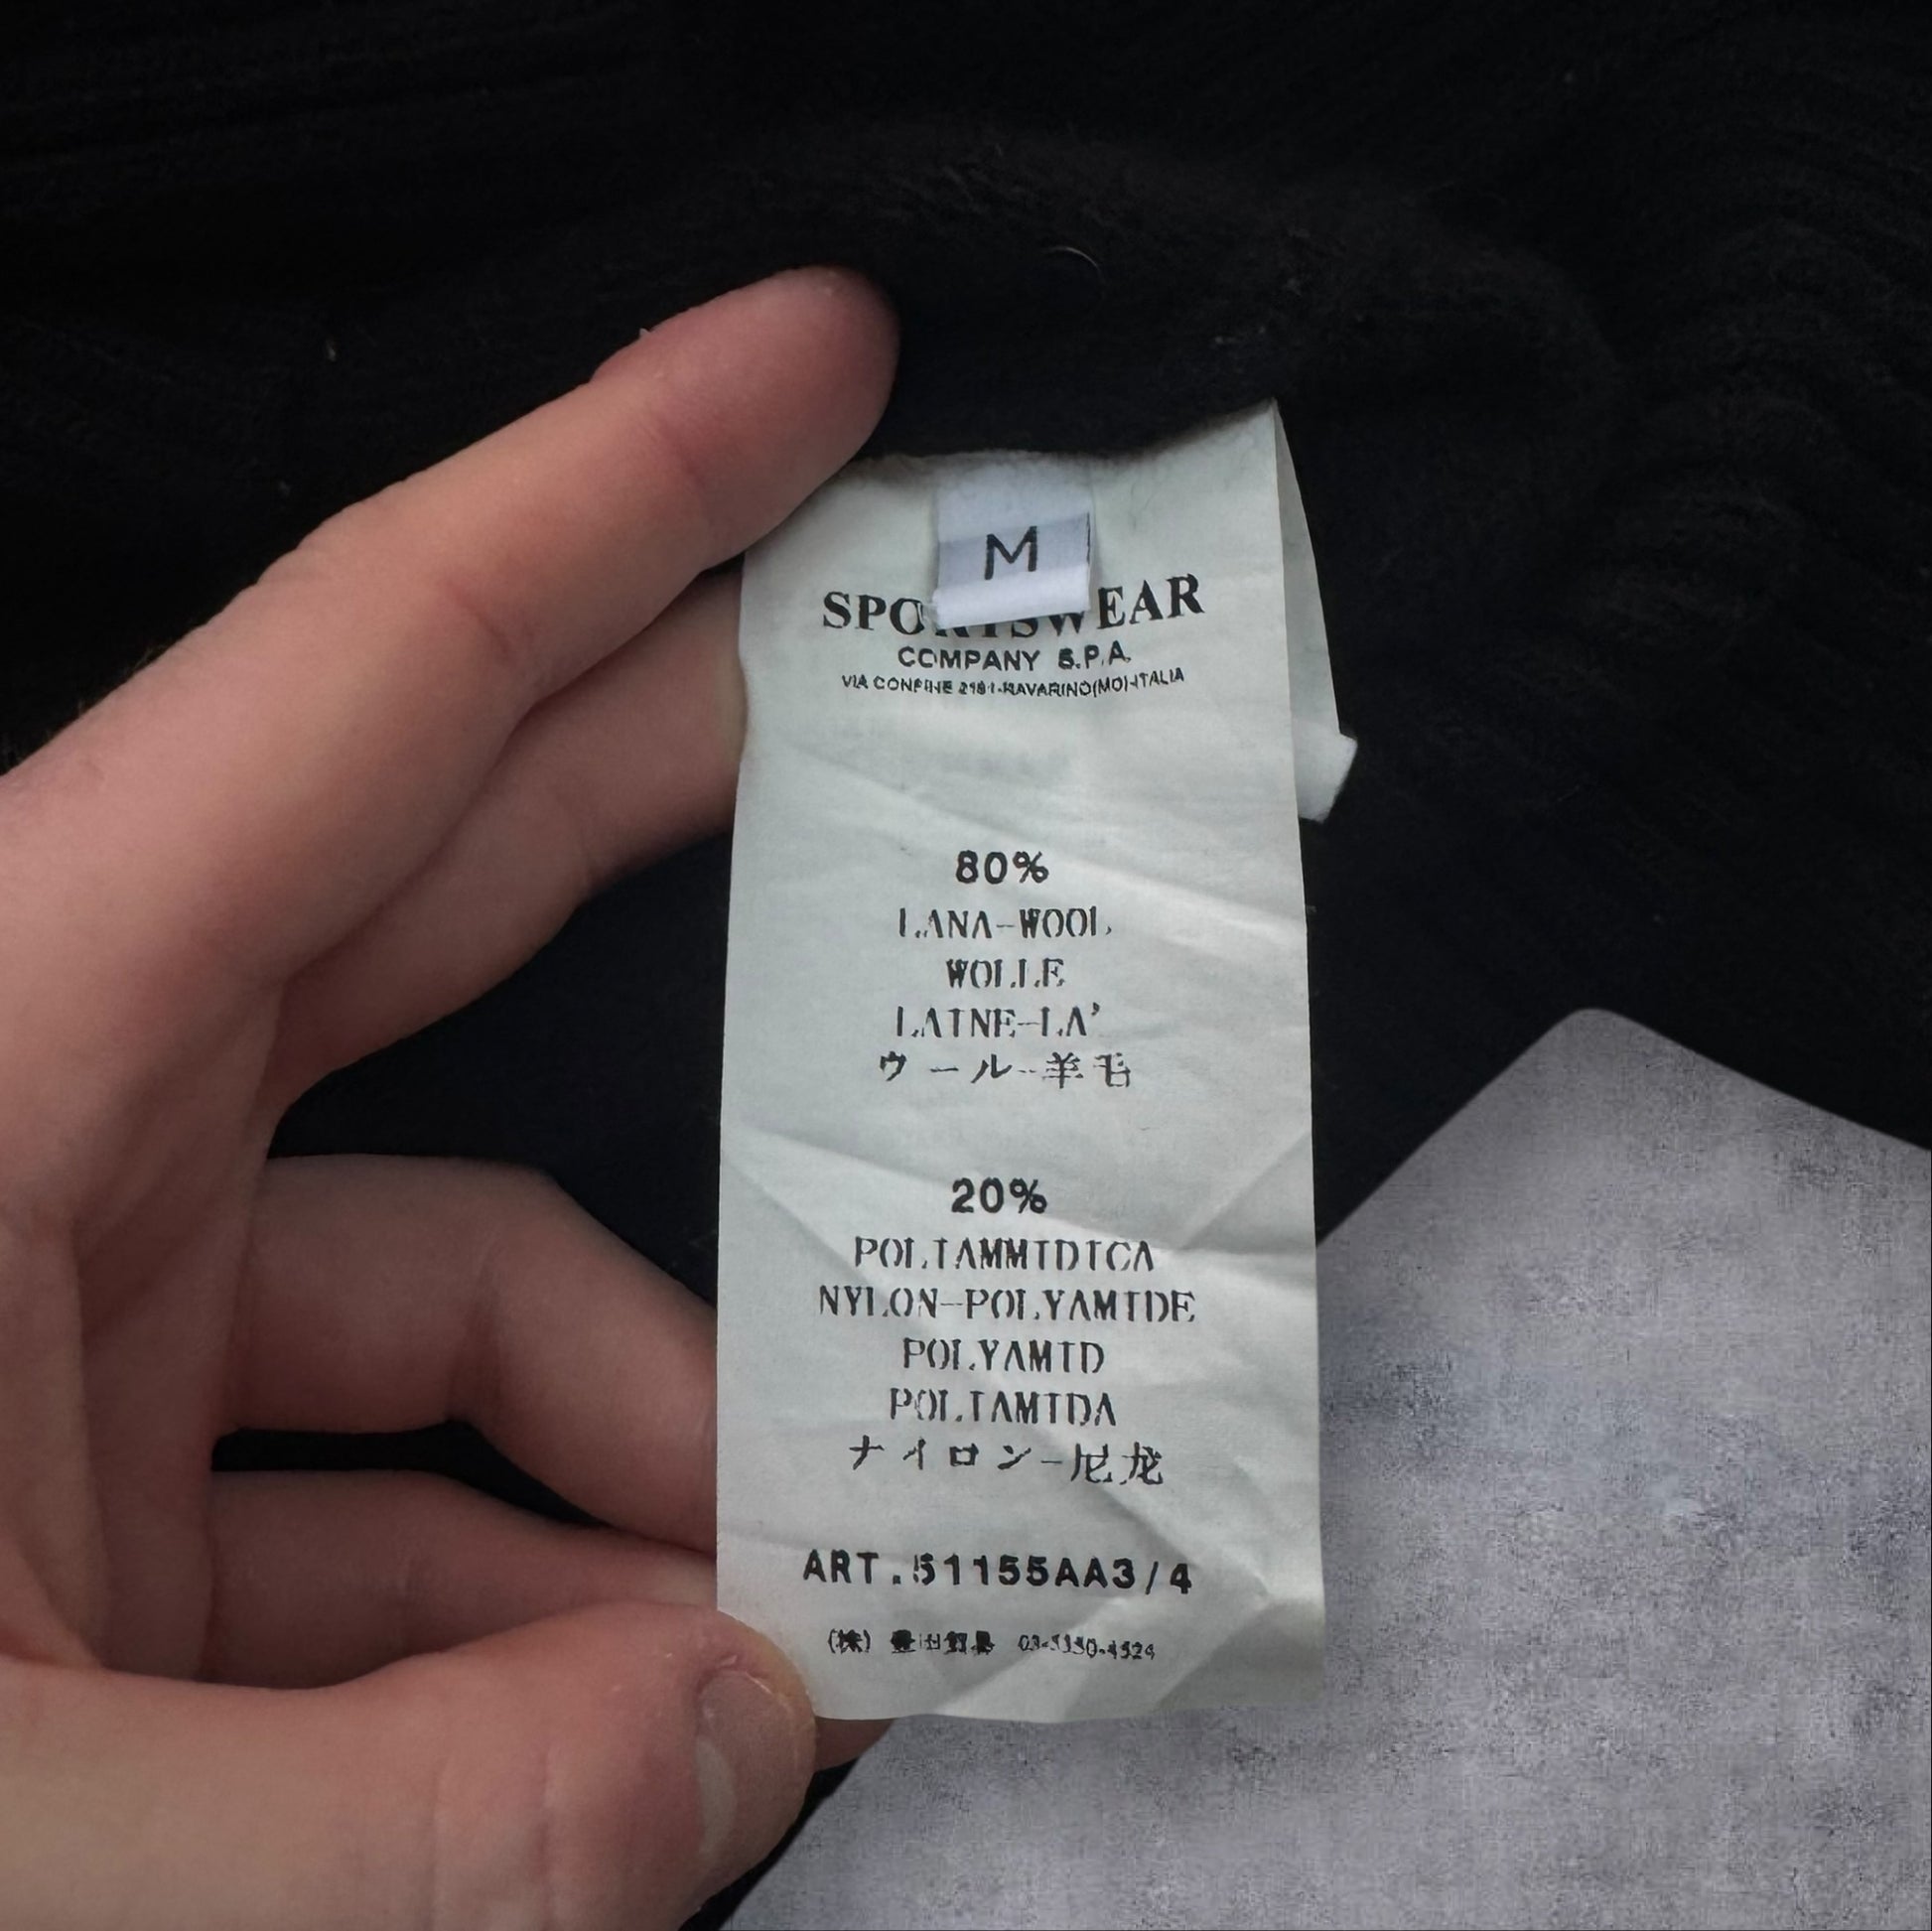 M
SPORTSWEAR
COMPANY S.P.A.
VIA CONFINE 2161-RAVARINO(MO)-ITALIA
80%
LANA-WOOL
WOLLE
LAINE-LA'
ウール-羊毛
20%
POLIAMMIDICA
NYLON-POLYAMIDE
POLYAMID
POLIAMIDA
ナイロン-尼龙
ART.51155AA3/4
(株)